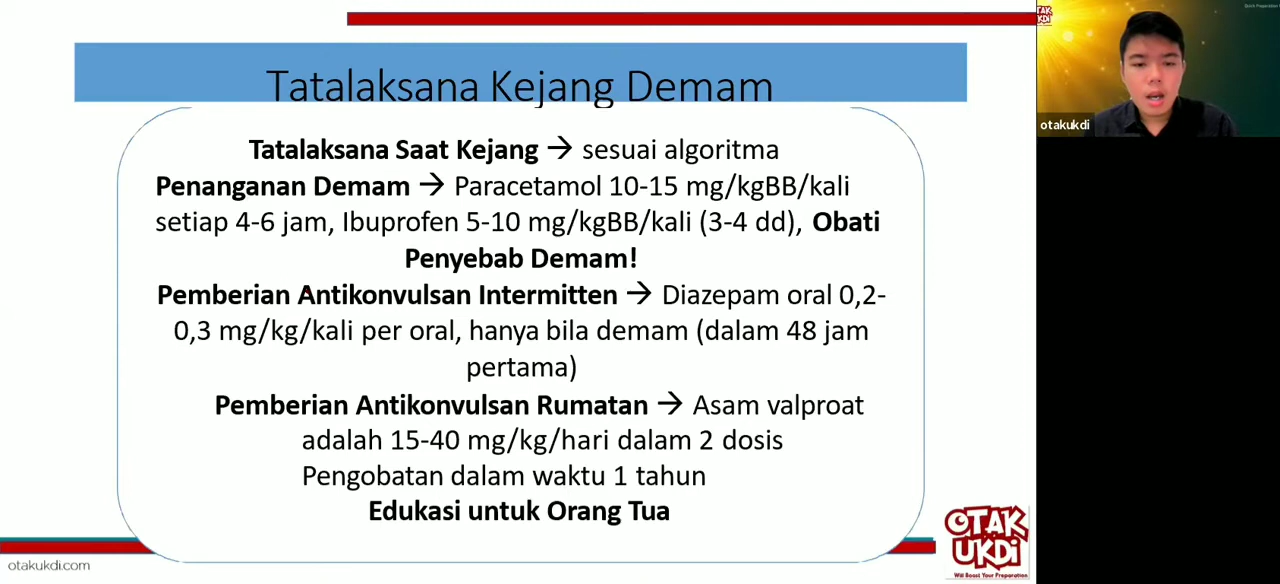 Tatalaksana Kejang Demam
Tatalaksana Saat Kejang → sesuai algoritma
Penanganan Demam → Paracetamol 10-15 mg/kgBB/kali
setiap 4-6 jam, Ibuprofen 5-10 mg/kgBB/kali (3-4 dd), Obati
Penyebab Demam!
Pemberian Antikonvulsan Intermitten → Diazepam oral 0,2-
0,3 mg/kg/kali per oral, hanya bila demam (dalam 48 jam
pertama)
Pemberian Antikonvulsan Rumatan → Asam valproat
adalah 15-40 mg/kg/hari dalam 2 dosis
Pengobatan dalam waktu 1 tahun
Edukasi untuk Orang Tua
otakukdi.com
OTAK
UKDi
Will Boost Your Preparation
otakukdi